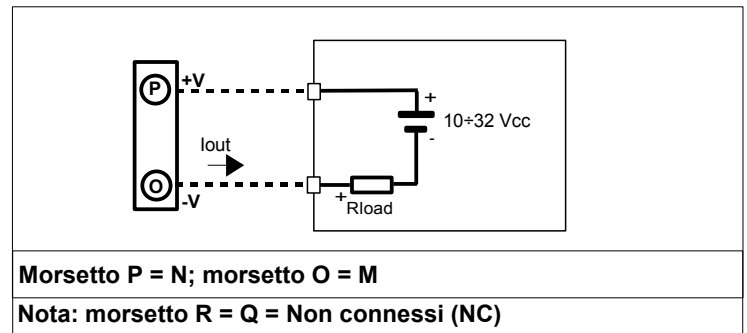 P +V
+
10÷32 Vcc
-
Iout
O -V
+
Rload
Morsetto P = N; morsetto O = M
Nota: morsetto R = Q = Non connessi (NC)